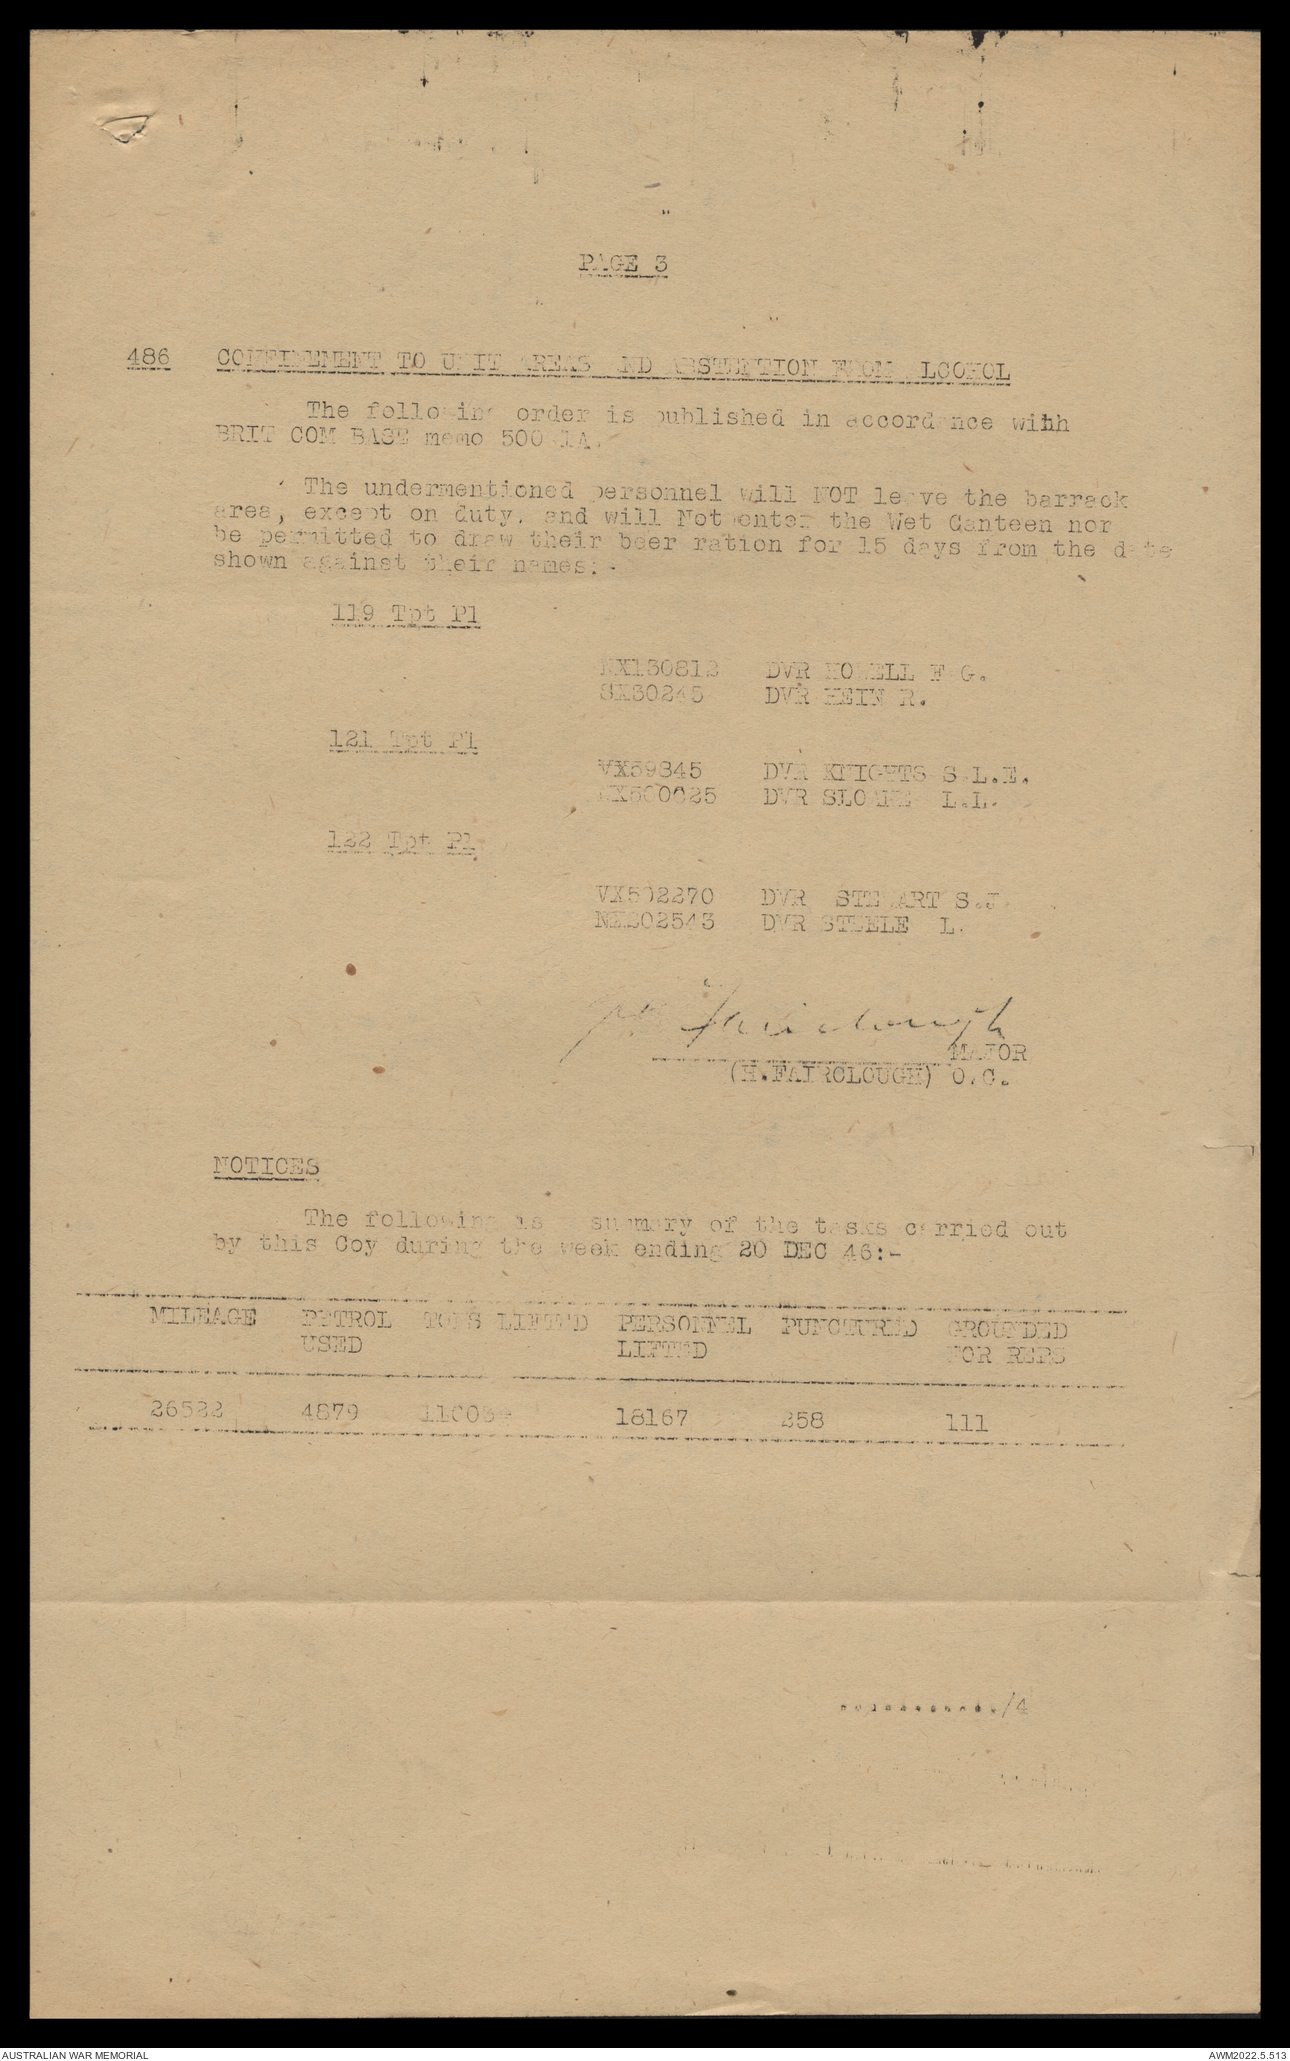 PAGE 3
486 CONFINEMENT TO UNIT AREAS AND ABSTENTION FROM ALCOHOL
The following order is published in accordance with
BRIT COM BASE memo 500 1A.
The undermentioned personnel will NOT leave the barrack
area, except on duty, and will Not enter the Wet Canteen nor
be permitted to draw their beer ration for 15 days from the date
shown against their names:-
119 Tpt Pl
NX130812 DVR HOWELL F G.
SX30245 DVR HEIN R.
121 Tpt Pl
VX59845 DVR KNIGHTS S.L.E.
DVR SLOANE L.L.
122 Tpt Pl
VX502270 DVR STEWART S.J.
NX202543 DVR STEELE L.
H Fairclough
MAJOR
(H.FAIRCLOUGH) O.C.
NOTICES
The following is a summary of the tasks carried out
by this Coy during the week ending 20 DEC 46:-
MILEAGE PETROL TONS LIFTED PERSONNEL PUNCTURED GROUNDED
USED LIFTED FOR REPS
26522 4879 18167 258 111
.........../4
AUSTRALIAN WAR MEMORIAL AWM2022.5.513